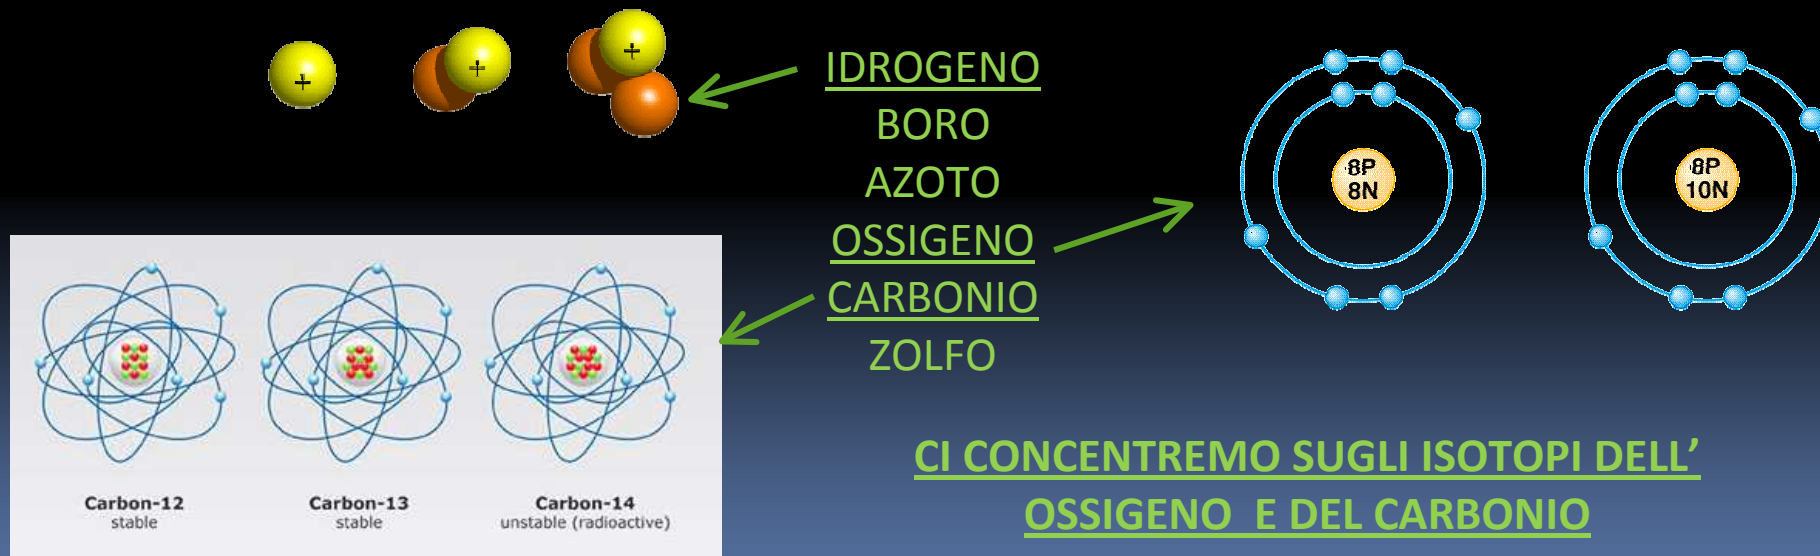 +
+
+
IDROGENO
BORO
AZOTO
OSSIGENO
CARBONIO
ZOLFO
8P
8N
8P
10N
Carbon-12
stable
Carbon-13
stable
Carbon-14
unstable (radioactive)
CI CONCENTREMO SUGLI ISOTOPI DELL’
OSSIGENO E DEL CARBONIO